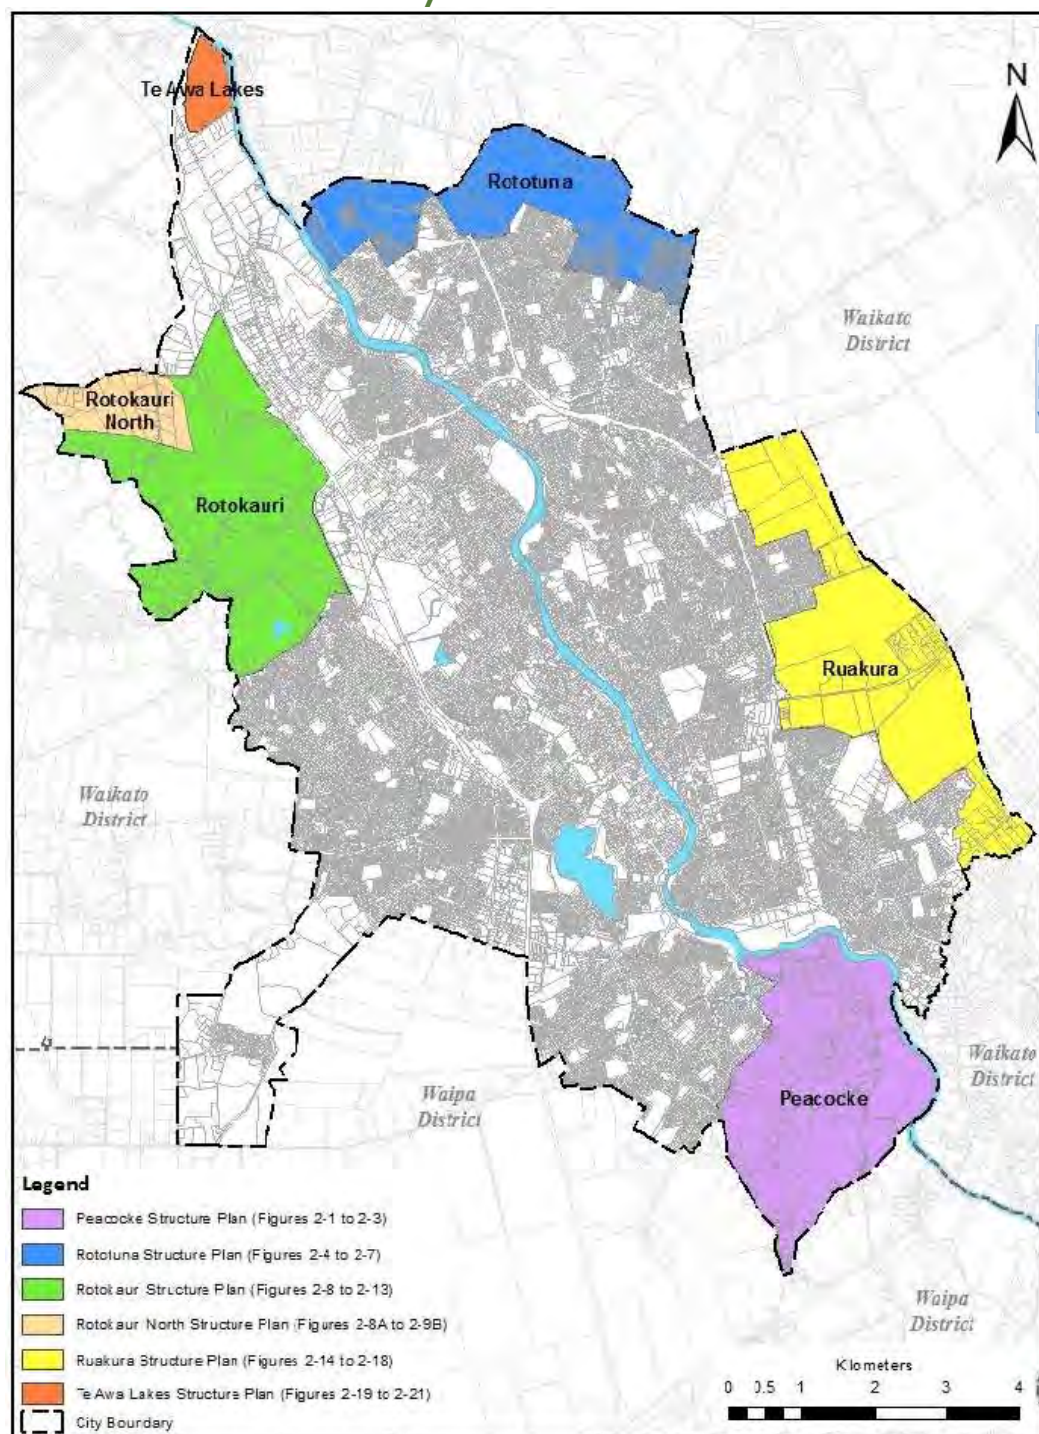 N
Te Awa Lakes
Rototuna
Waikato
District
Rotokauri
North
Rotokauri
Ruakura
Waikato
District
Waikato
District
Peacocke
Waipa
District
Legend
Peacocke Structure Plan (Figures 2-1 to 2-3)
Rototuna Structure Plan (Figures 2-4 to 2-7)
Rotokaur Structure Plan (Figures 2-8 to 2-13)
Rotokaur North Structure Plan (Figures 2-8A to 2-9B)
Ruakura Structure Plan (Figures 2-14 to 2-18)
Te Awa Lakes Structure Plan (Figures 2-19 to 2-21)
City Boundary
Waipa
District
Kilometers
0 0.5 1 2 3 4